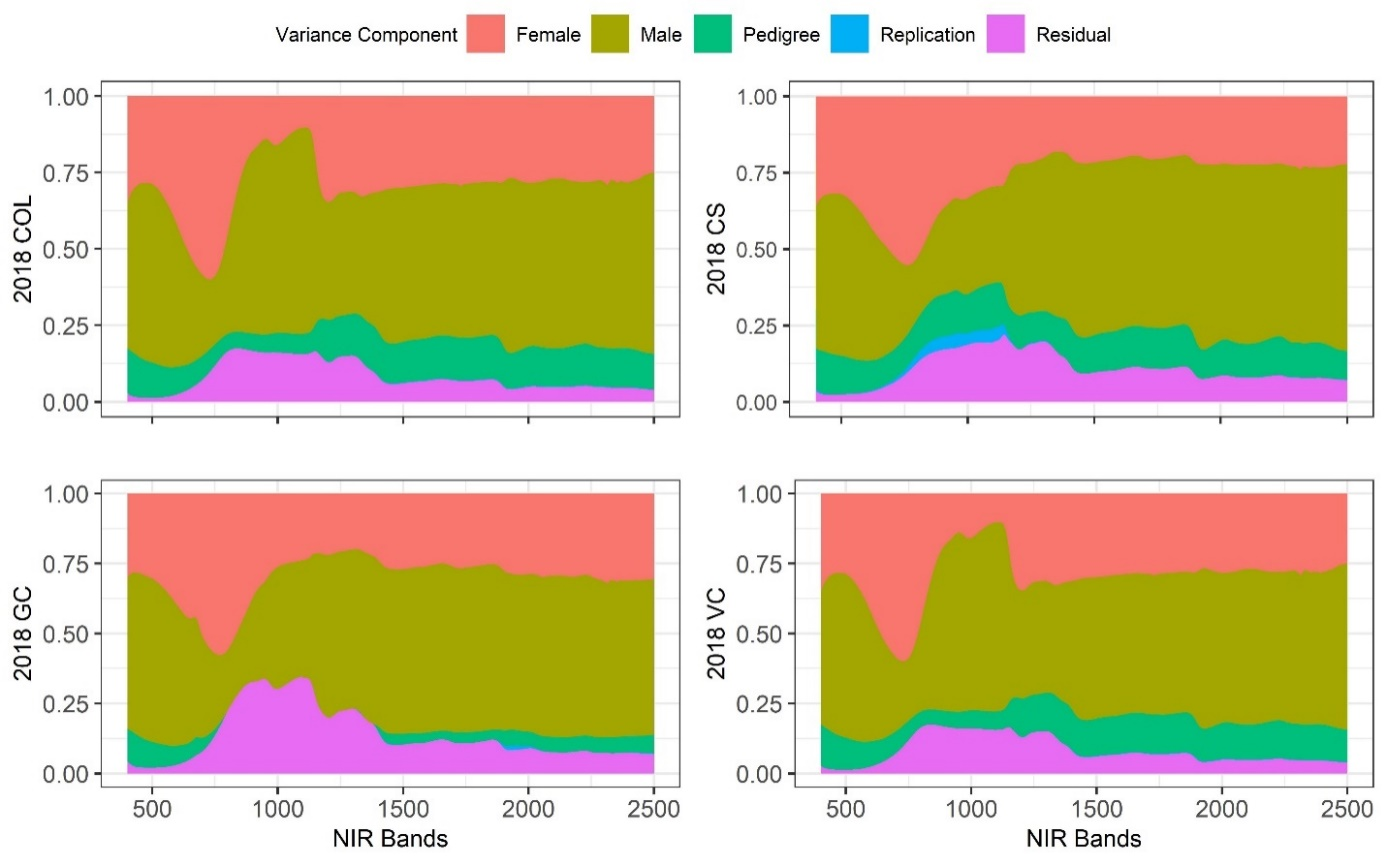 Variance Component Female Male Pedigree Replication Residual
2018 COL
1.00
0.75
0.50
0.25
0.00
2018 CS
1.00
0.75
0.50
0.25
0.00
2018 GC
1.00
0.75
0.50
0.25
0.00
500 1000 1500 2000 2500
NIR Bands
2018 VC
1.00
0.75
0.50
0.25
0.00
500 1000 1500 2000 2500
NIR Bands